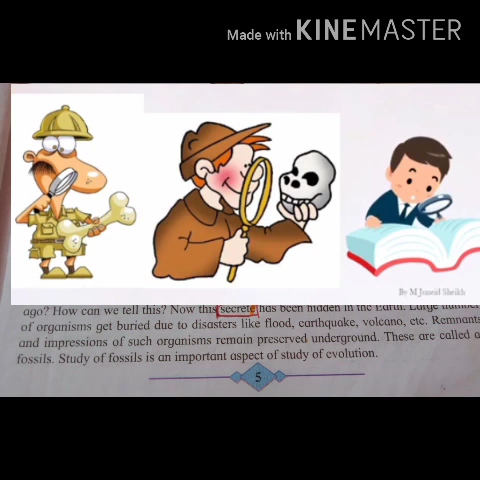 Made with KINEMASTER
By M Juneid Sheikh
ago? How can we tell this? Now this secrete has been hidden in the Earth. Large number
of organisms get buried due to disasters like flood, earthquake, volcano, etc. Remnants
and impressions of such organisms remain preserved underground. These are called a
fossils. Study of fossils is an important aspect of study of evolution.
5